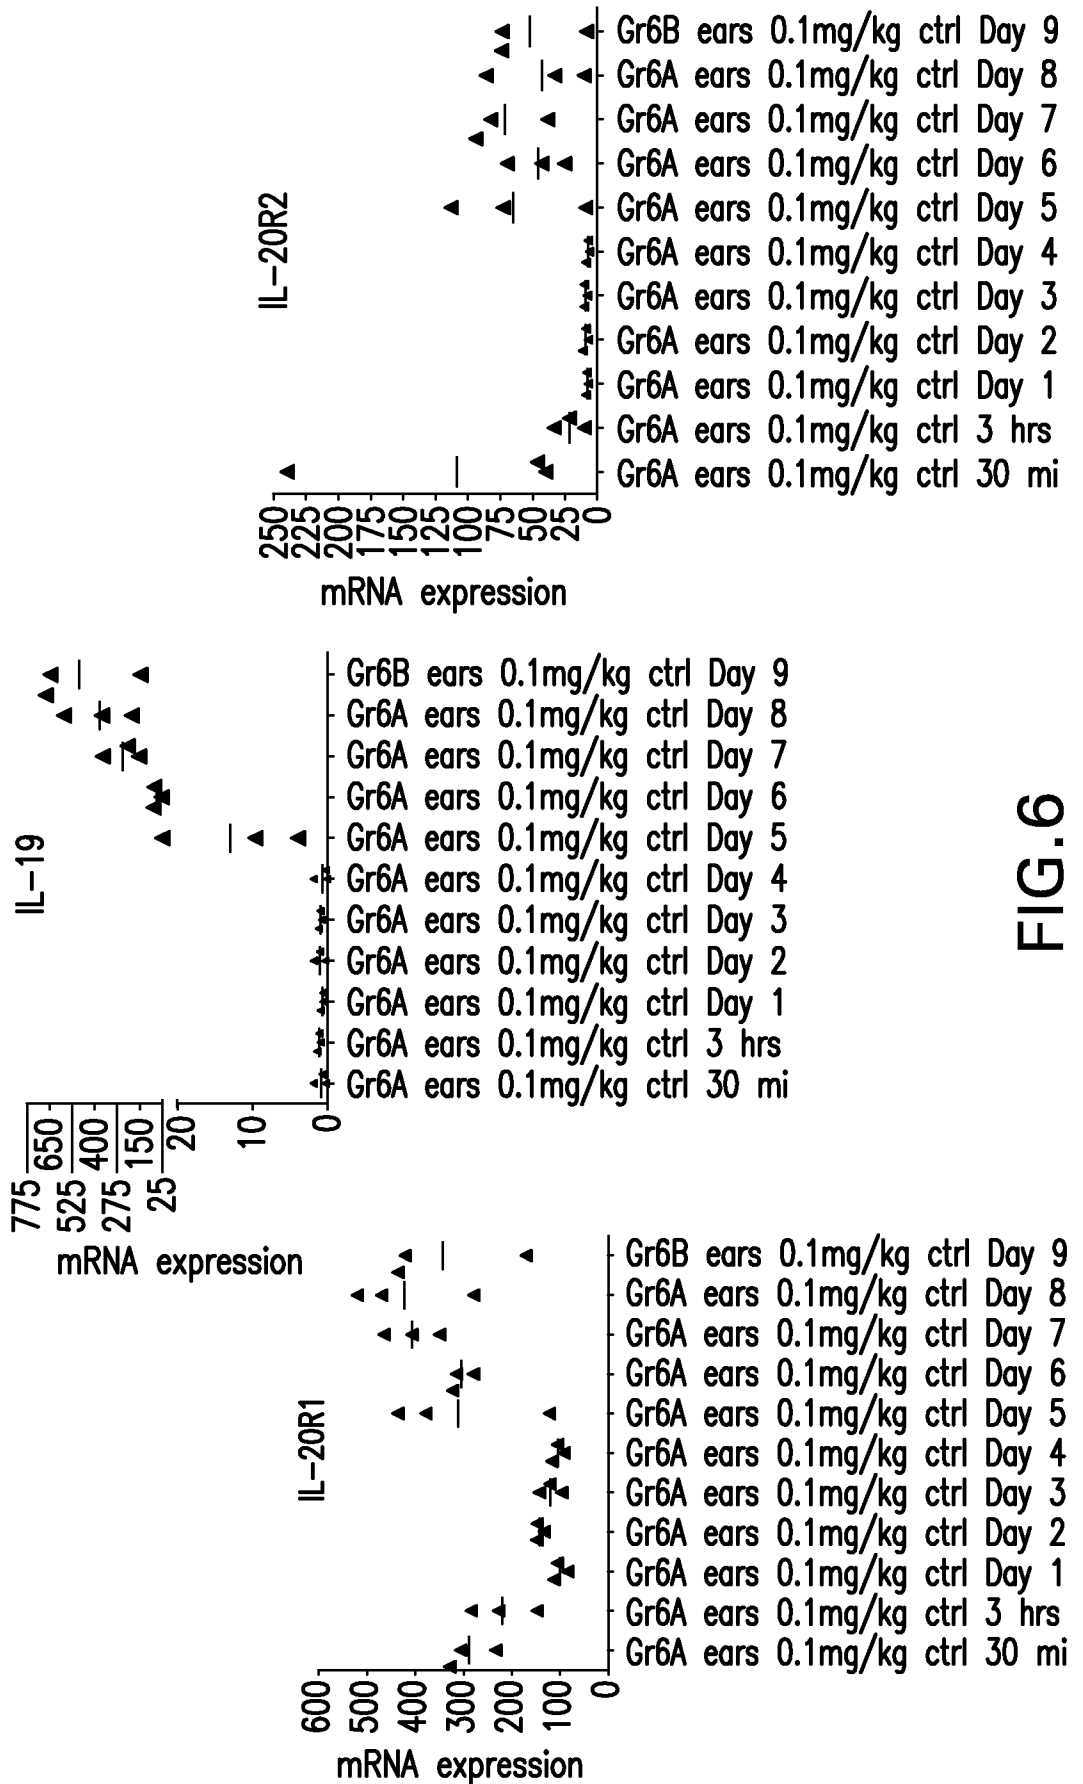 IL-20R1
mRNA expression
600
500
400
300
200
100
0
Gr6A ears 0.1mg/kg ctrl 30 mi
Gr6A ears 0.1mg/kg ctrl 3 hrs
Gr6A ears 0.1mg/kg ctrl Day 1
Gr6A ears 0.1mg/kg ctrl Day 2
Gr6A ears 0.1mg/kg ctrl Day 3
Gr6A ears 0.1mg/kg ctrl Day 4
Gr6A ears 0.1mg/kg ctrl Day 5
Gr6A ears 0.1mg/kg ctrl Day 6
Gr6A ears 0.1mg/kg ctrl Day 7
Gr6A ears 0.1mg/kg ctrl Day 8
Gr6B ears 0.1mg/kg ctrl Day 9
IL-19
mRNA expression
775
650
525
400
275
150
25
20
10
0
Gr6A ears 0.1mg/kg ctrl 30 mi
Gr6A ears 0.1mg/kg ctrl 3 hrs
Gr6A ears 0.1mg/kg ctrl Day 1
Gr6A ears 0.1mg/kg ctrl Day 2
Gr6A ears 0.1mg/kg ctrl Day 3
Gr6A ears 0.1mg/kg ctrl Day 4
Gr6A ears 0.1mg/kg ctrl Day 5
Gr6A ears 0.1mg/kg ctrl Day 6
Gr6A ears 0.1mg/kg ctrl Day 7
Gr6A ears 0.1mg/kg ctrl Day 8
Gr6B ears 0.1mg/kg ctrl Day 9
IL-20R2
mRNA expression
250
225
200
175
150
125
100
75
50
25
0
Gr6A ears 0.1mg/kg ctrl 30 mi
Gr6A ears 0.1mg/kg ctrl 3 hrs
Gr6A ears 0.1mg/kg ctrl Day 1
Gr6A ears 0.1mg/kg ctrl Day 2
Gr6A ears 0.1mg/kg ctrl Day 3
Gr6A ears 0.1mg/kg ctrl Day 4
Gr6A ears 0.1mg/kg ctrl Day 5
Gr6A ears 0.1mg/kg ctrl Day 6
Gr6A ears 0.1mg/kg ctrl Day 7
Gr6A ears 0.1mg/kg ctrl Day 8
Gr6B ears 0.1mg/kg ctrl Day 9
FIG.6